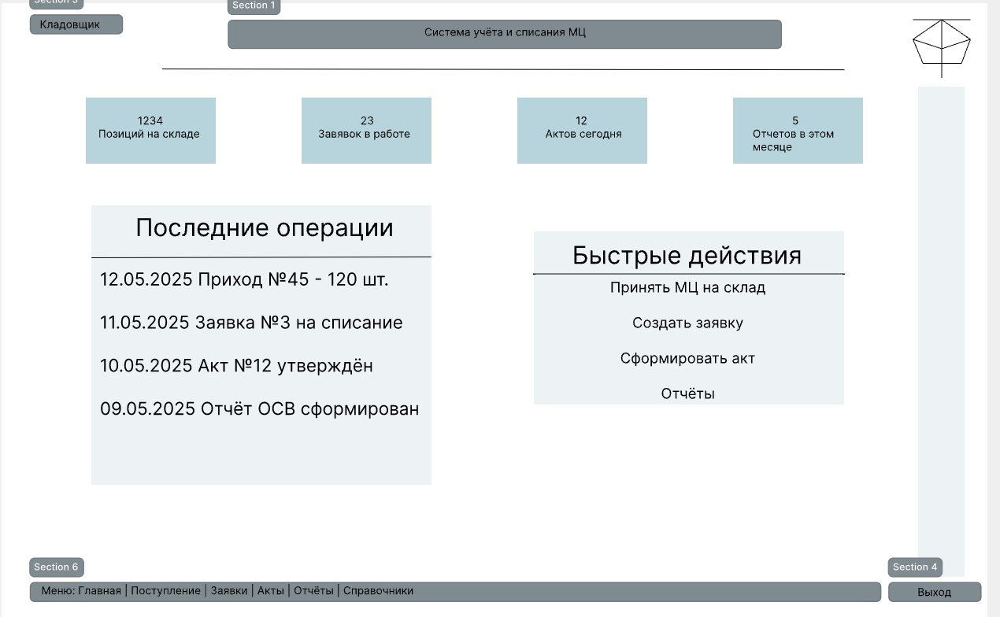 Section 5
Section 1
Кладовщик
Система учёта и списания МЦ
1234
Позиций на складе
23
Завявок в работе
12
Актов сегодня
5
Отчетов в этом
месяце
Последние операции
12.05.2025 Приход №45 - 120 шт.
11.05.2025 Заявка №3 на списание
10.05.2025 Акт №12 утверждён
09.05.2025 Отчёт ОСВ сформирован
Быстрые действия
Принять МЦ на склад
Создать заявку
Сформировать акт
Отчёты
Section 6
Меню: Главная | Поступление | Заявки | Акты | Отчёты | Справочники
Section 4
Выход